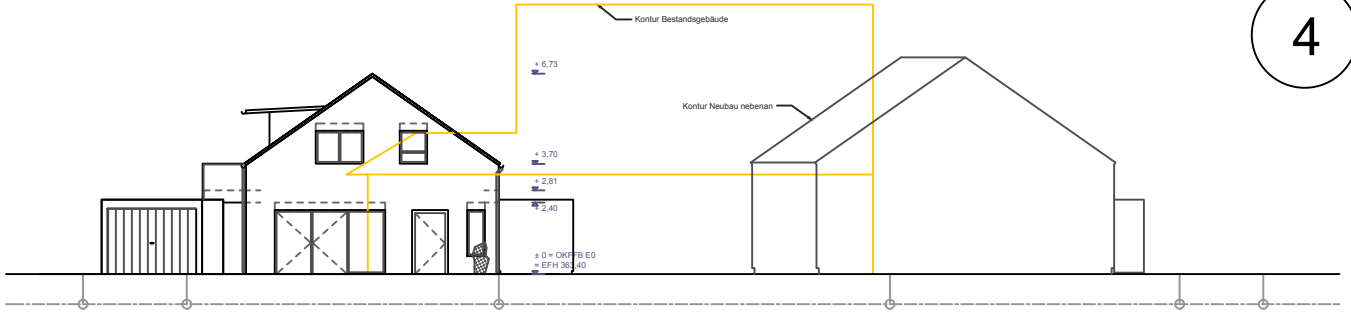 Kontur Bestandsgebäude
4
+ 6,73
Kontur Neubau nebenan
+ 3,70
+ 2,81
+ 2,40
± 0 = OKFFB E0
= EFH 363,40